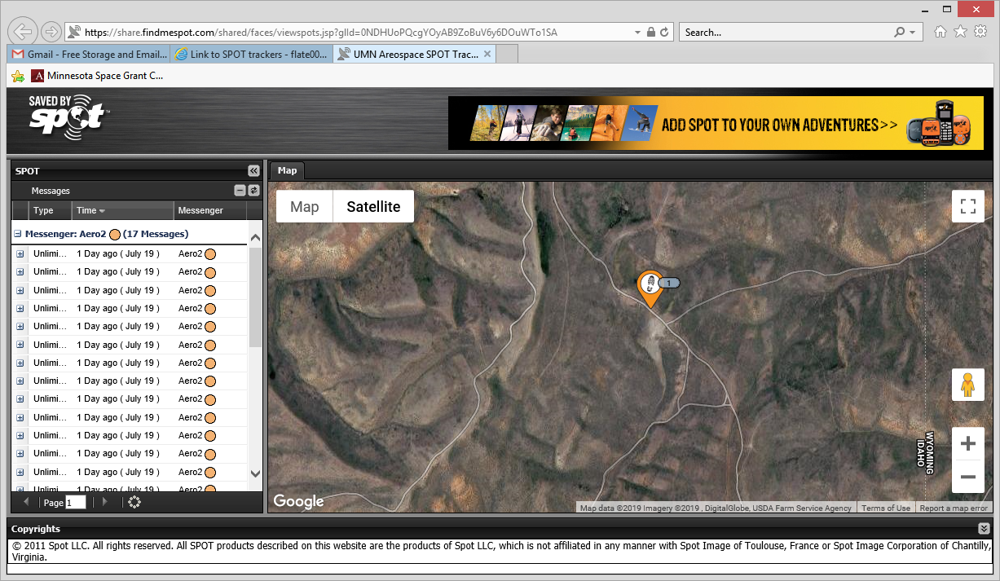 https://share.findmespot.com/shared/faces/viewspots.jsp?glId=0NDHUoPQcgYOyAB9ZoBuV6y6DOuWTo1SA
Search...
Gmail - Free Storage and Email...
Link to SPOT trackers - flate00...
UMN Areospace SPOT Trac...
Minnesota Space Grant C...
SAVED BY
spot
ADD SPOT TO YOUR OWN ADVENTURES>>
SPOT
Messages
Type Time Messenger
Messenger: Aero2 (17 Messages)
Unlimi... 1 Day ago ( July 19 ) Aero2
Unlimi... 1 Day ago ( July 19 ) Aero2
Unlimi... 1 Day ago ( July 19 ) Aero2
Unlimi... 1 Day ago ( July 19 ) Aero2
Unlimi... 1 Day ago ( July 19 ) Aero2
Unlimi... 1 Day ago ( July 19 ) Aero2
Unlimi... 1 Day ago ( July 19 ) Aero2
Unlimi... 1 Day ago ( July 19 ) Aero2
Unlimi... 1 Day ago ( July 19 ) Aero2
Unlimi... 1 Day ago ( July 19 ) Aero2
Unlimi... 1 Day ago ( July 19 ) Aero2
Unlimi... 1 Day ago ( July 19 ) Aero2
Unlimi... 1 Day ago ( July 19 ) Aero2
Unlimi... 1 Day ago ( July 19 ) Aero2
Page 1
Map
Map Satellite
1
WYOMING
IDAHO
Google
Map data ©2019 Imagery ©2019 , DigitalGlobe, USDA Farm Service Agency
Terms of Use
Report a map error
Copyrights
© 2011 Spot LLC. All rights reserved. All SPOT products described on this website are the products of Spot LLC, which is not affiliated in any manner with Spot Image of Toulouse, France or Spot Image Corporation of Chantilly,
Virginia.